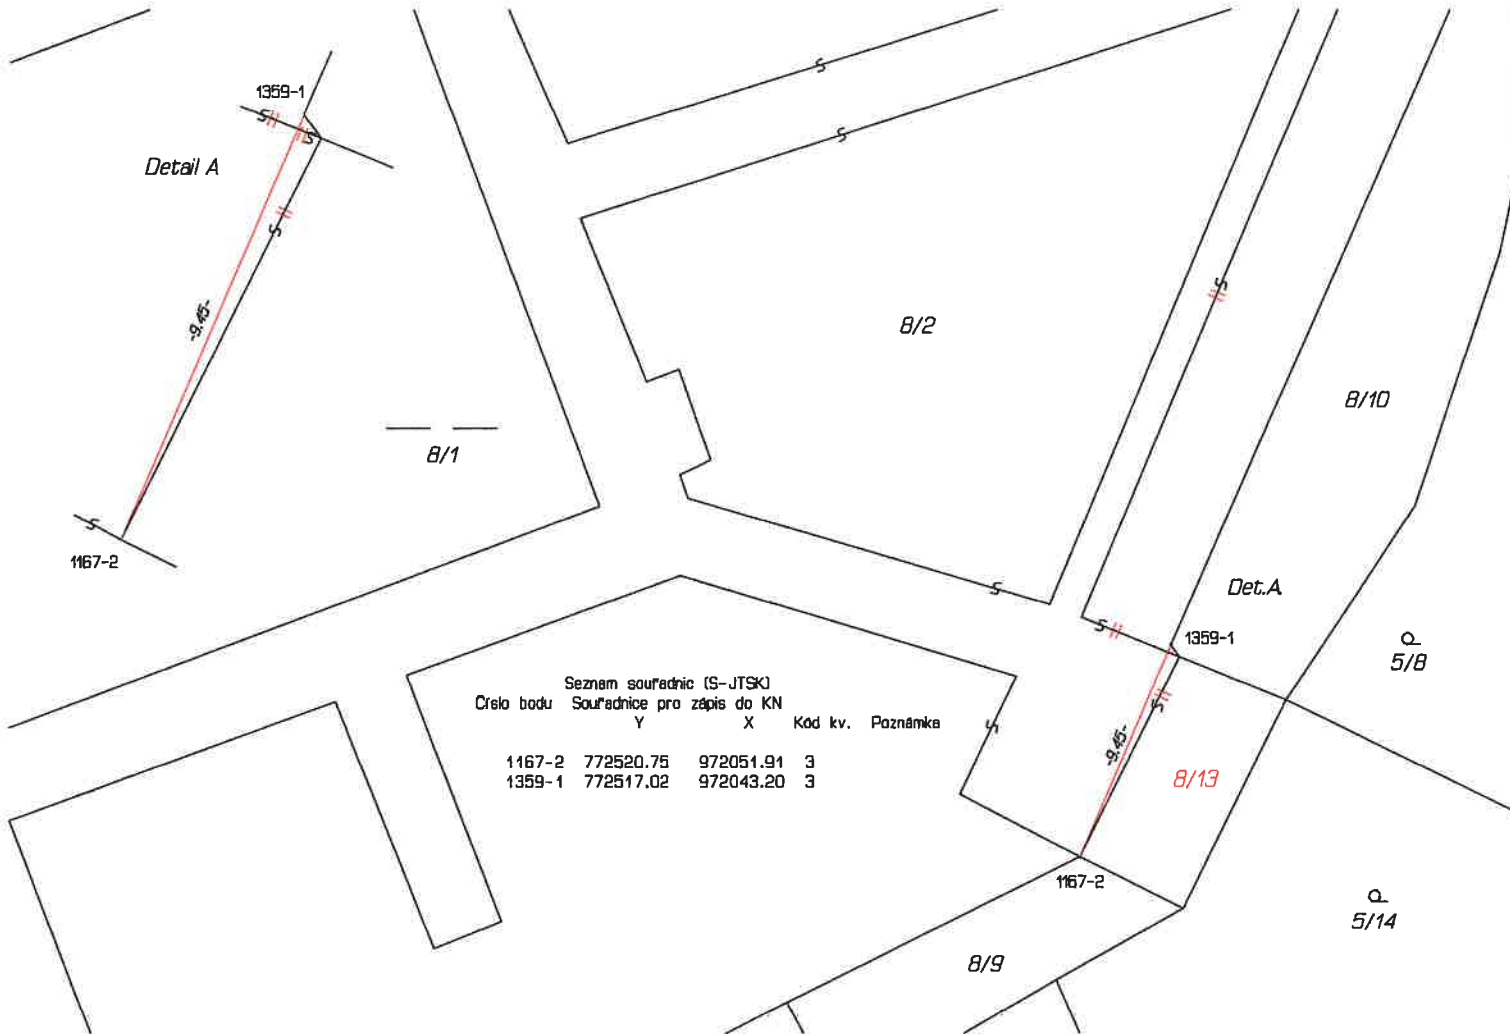 1359-1
Detail A
-9.45-
8/1
1167-2
8/2
8/10
Det.A
1359-1
5/8
Seznam souřadnic (S-JTSK)
Číslo bodu Souřadnice pro zápis do KN
Y X Kód kv. Poznámka
1167-2 772520.75 972051.91 3
1359-1 772517.02 972043.20 3
-9.45-
8/13
1167-2
5/14
8/9